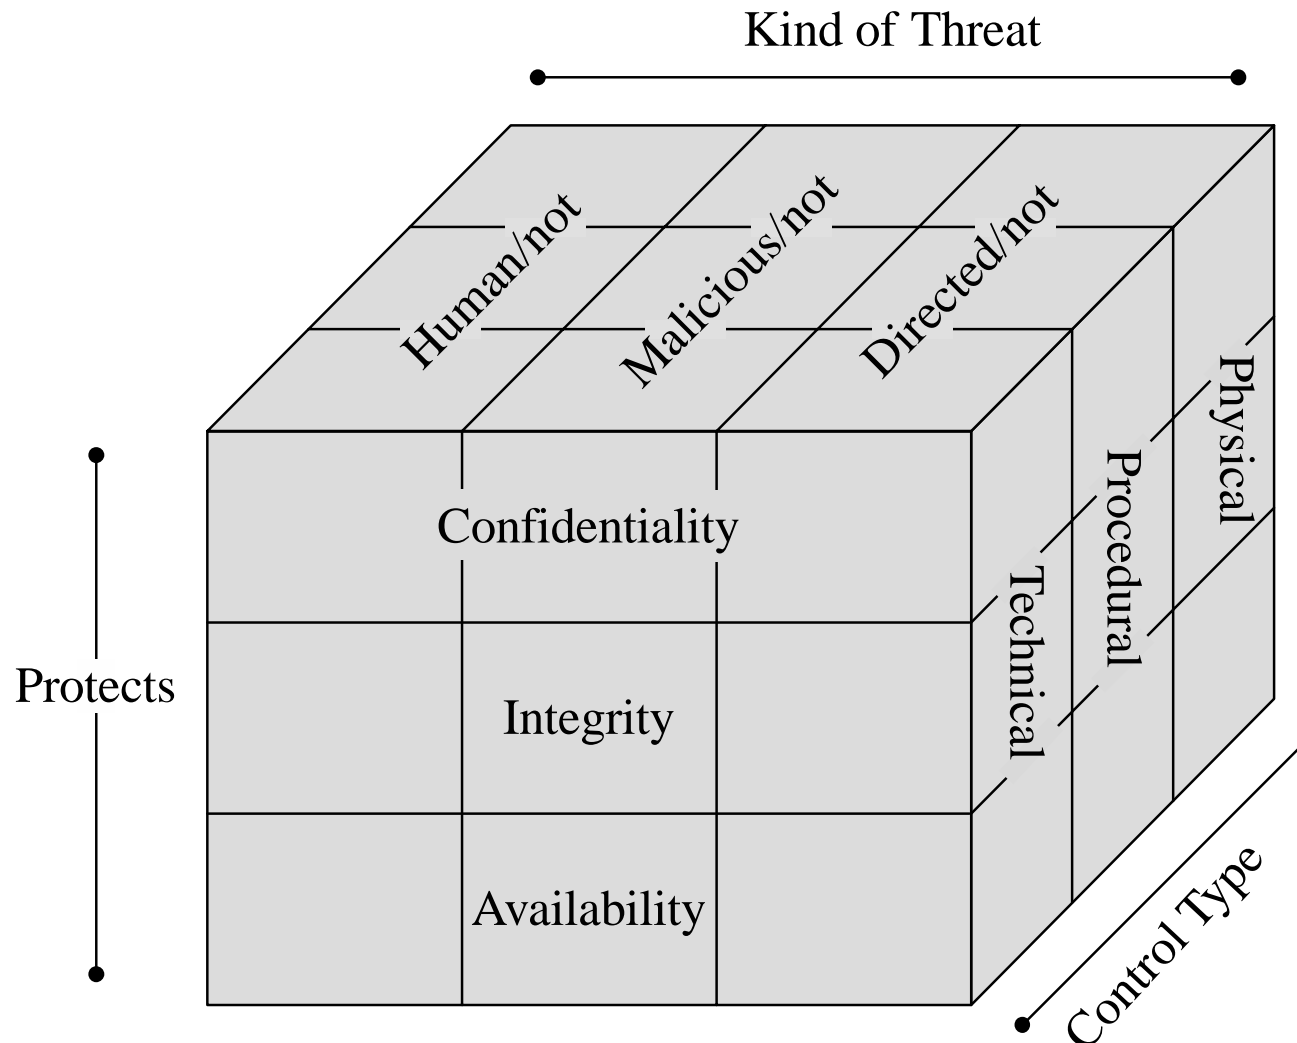 Kind of Threat
Human/not
Malicious/not
Directed/not
Physical
Procedural
Technical
Confidentiality
Integrity
Availability
Protects
Control Type